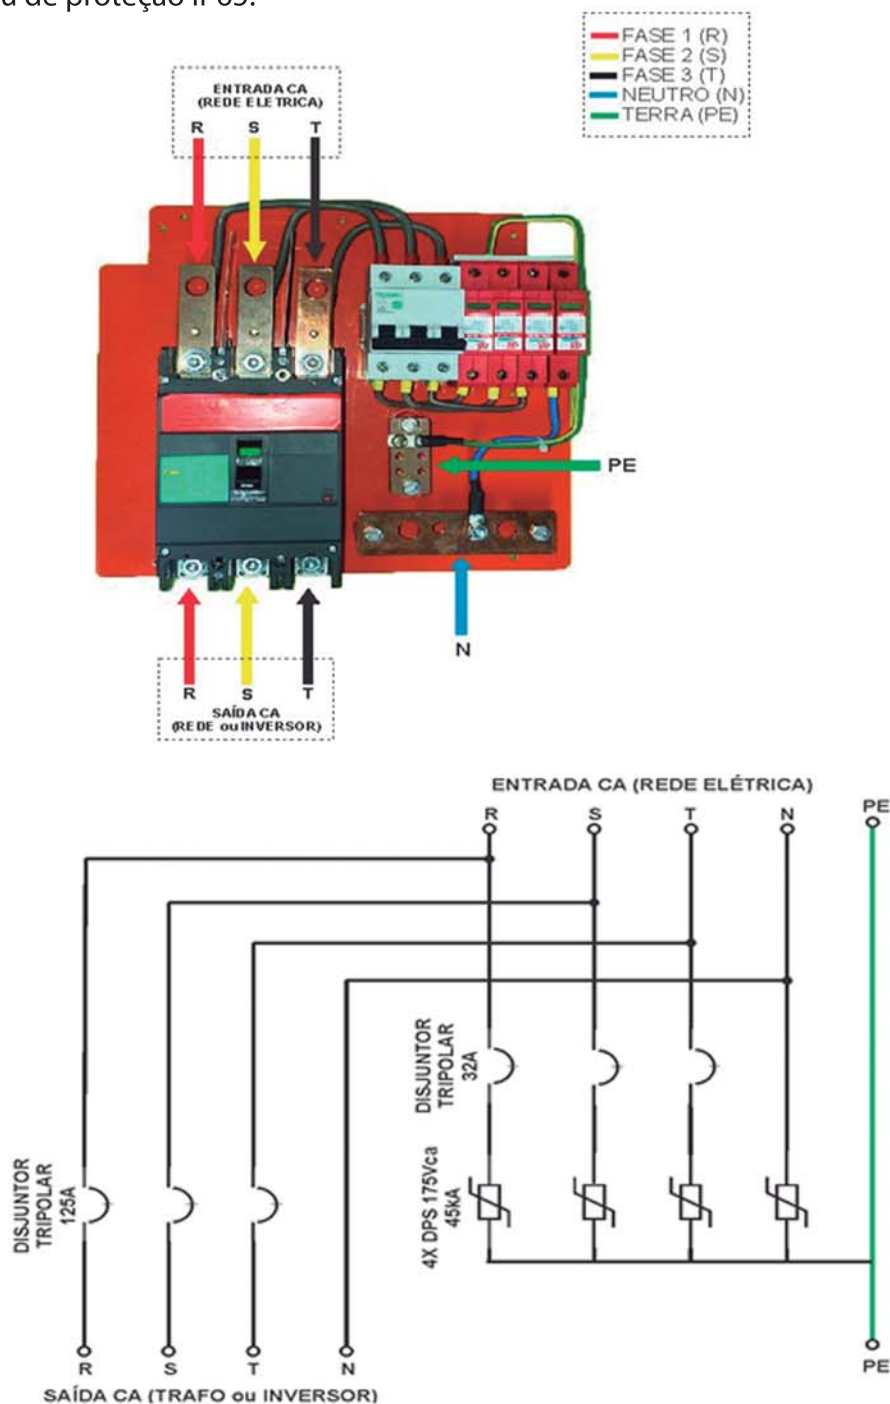 FASE 1 (R)
FASE 2 (S)
FASE 3 (T)
NEUTRO (N)
TERRA (PE)
ENTRADA CA
(REDE ELETRICA)
R S T
PE
N
R S T
SAÍDA CA
(REDE ou INVERSOR)
ENTRADA CA (REDE ELÉTRICA)
R S T N PE
DISJUNTOR
TRIPOLAR
32A
DISJUNTOR
TRIPOLAR
125A
4X DPS 175Vca
45kA
R S T N PE
SAÍDA CA (TRAFO ou INVERSOR)